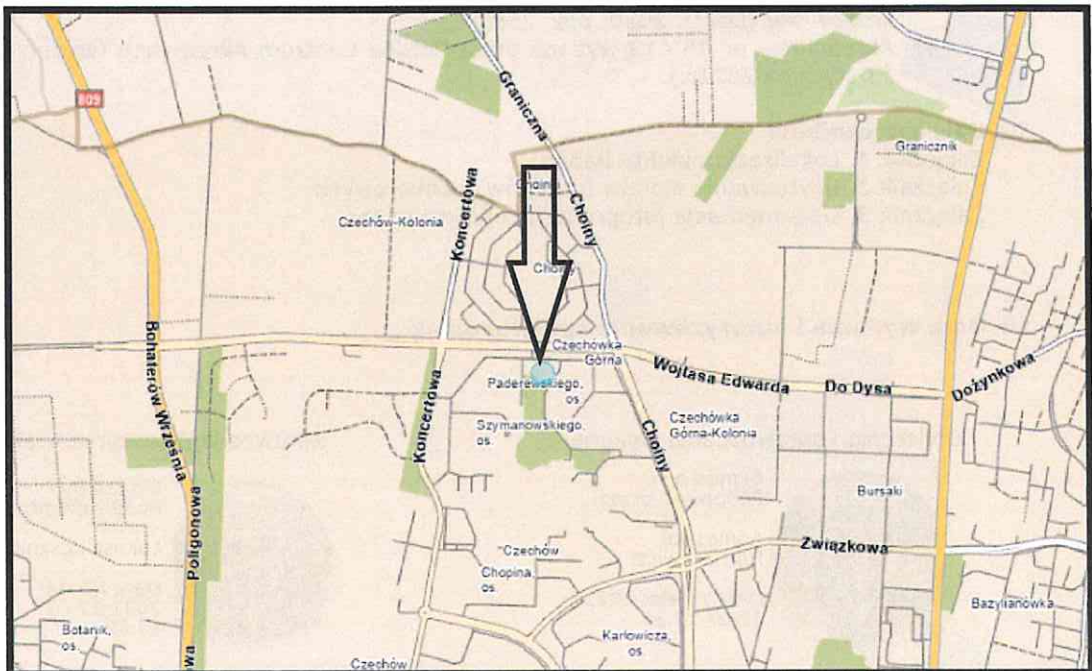 809
Graniczna
Granicznik
Choiny
Czechów-Kolonia
Koncertowa
Choiny
Choiny
Bohaterów Września
Czechówka
Górna
Wojtasa Edwarda
Do Dysa
Dożynkowa
Paderewskiego,
os.
Koncertowa
Szymanowskiego,
os.
Czechówka
Górna-Kolonia
Choiny
Bursaki
Poligonowa
Związkowa
Czechów
Chopina,
os.
Bazylianówka
Botanik,
os.
Karłowicza,
os.
Czechów
owa